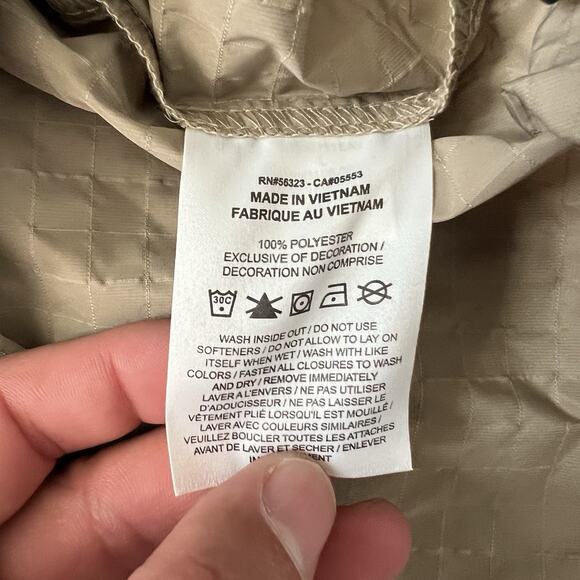 RN#56323 - CA#05553
MADE IN VIETNAM
FABRIQUE AU VIETNAM
100% POLYESTER
EXCLUSIVE OF DECORATION /
DECORATION NON COMPRISE
30C
WASH INSIDE OUT / DO NOT USE
SOFTENERS / DO NOT ALLOW TO LAY ON
ITSELF WHEN WET / WASH WITH LIKE
COLORS / FASTEN ALL CLOSURES TO WASH
AND DRY / REMOVE IMMEDIATELY
LAVER A L'ENVERS / NE PAS UTILISER
D'ADOUCISSEUR / NE PAS LAISSER LE
VÊTEMENT PLIÉ LORSQU'IL EST MOUILLÉ /
LAVER AVEC COULEURS SIMILAIRES /
VEUILLEZ BOUCLER TOUTES LES ATTACHES
AVANT DE LAVER ET SÉCHER / ENLEVER